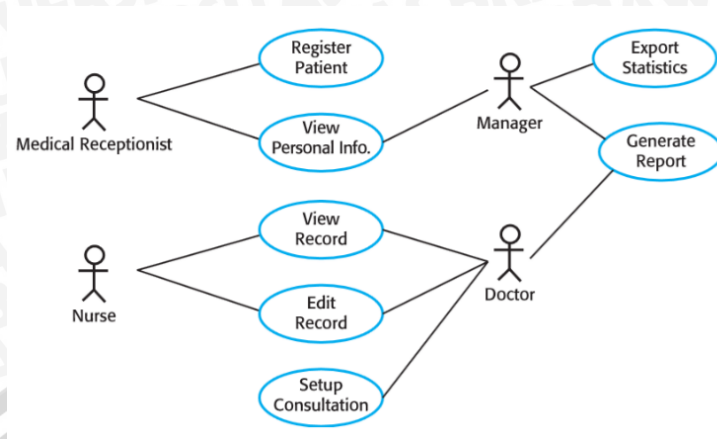 Register
Patient
Export
Statistics
Medical Receptionist
View
Personal Info.
Manager
Generate
Report
View
Record
Nurse
Edit
Record
Doctor
Setup
Consultation